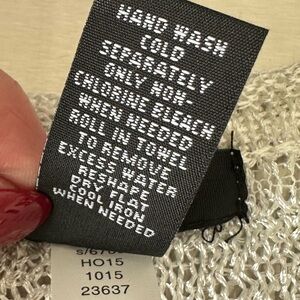 HAND WASH
COLD
SEPARATELY
ONLY NON-
CHLORINE BLEACH
WHEN NEEDED
ROLL IN TOWEL
TO REMOVE
EXCESS WATER
RESHAPE
DRY FLAT
COOL IRON
WHEN NEEDED
HO15
1015
23637